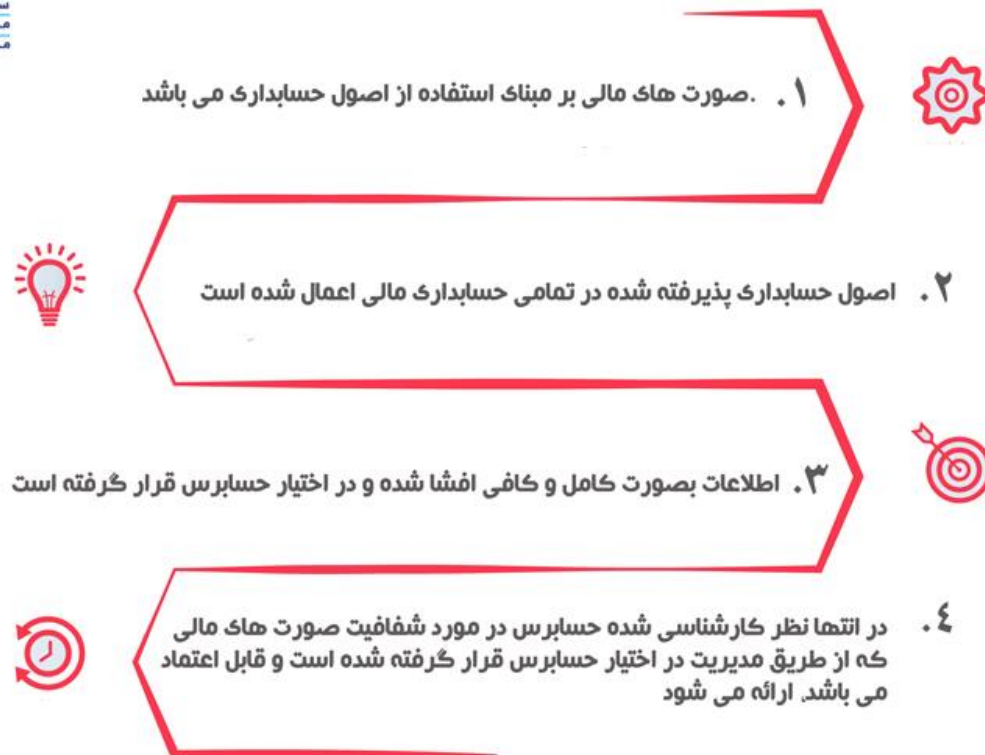 ۱. .صورت های مالی بر مبنای استفاده از اصول حسابداری می باشد
۲. اصول حسابداری پذیرفته شده در تمامی حسابداری مالی اعمال شده است
۳. اطلاعات بصورت کامل و کافی افشا شده و در اختیار حسابرس قرار گرفته است
۴. در انتها نظر کارشناسی شده حسابرس در مورد شفافیت صورت های مالی
که از طریق مدیریت در اختیار حسابرس قرار گرفته شده است و قابل اعتماد
می باشد، ارائه می شود